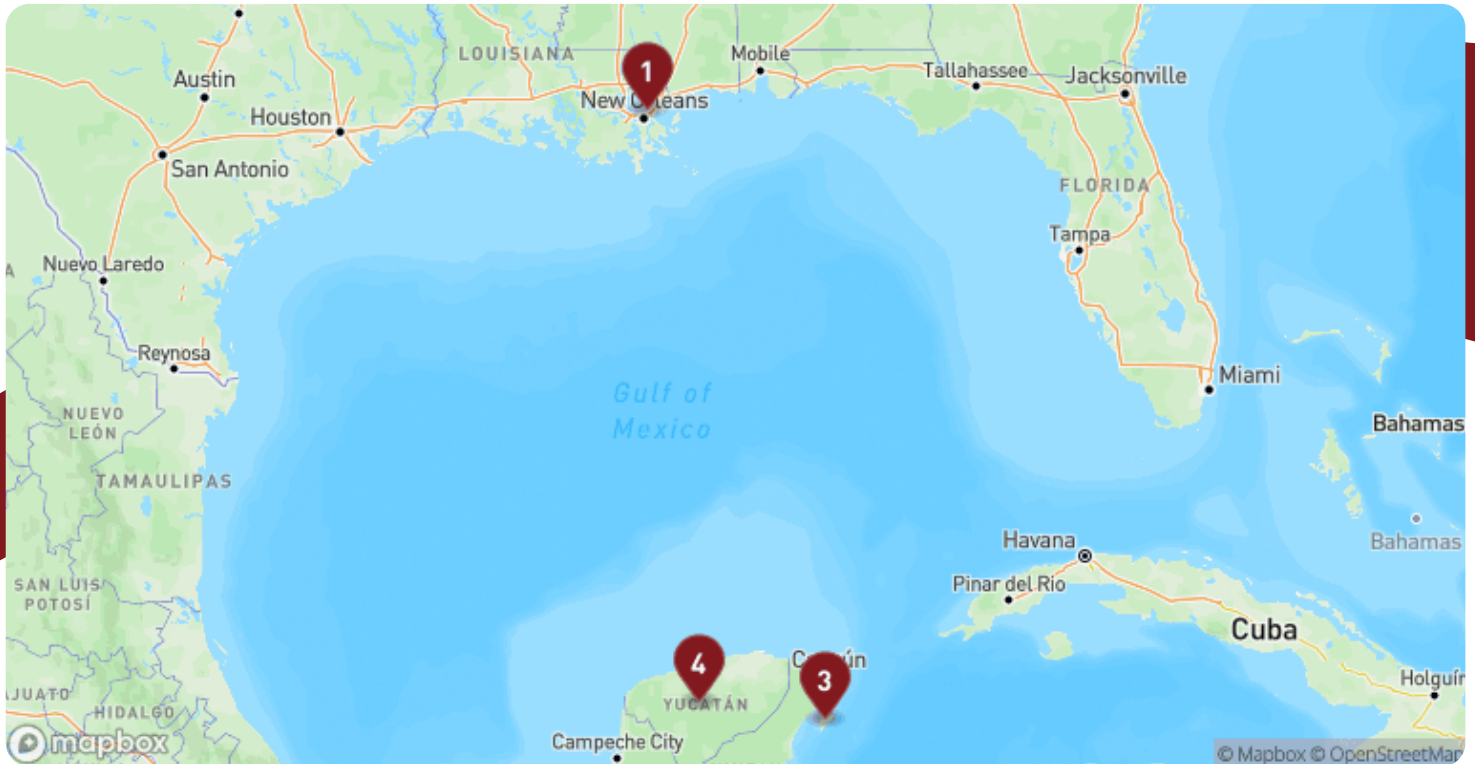 LOUISIANA
Mobile
Austin
1
Tallahassee
Jacksonville
New Orleans
Houston
San Antonio
FLORIDA
Tampa
Nuevo Laredo
Reynosa
Miami
Gulf of
Mexico
NUEVO
LEÓN
Bahamas
TAMAULIPAS
Havana
Bahamas
SAN LUIS
POTOSÍ
Pinar del Rio
Cuba
4
3
YUCATÁN
Holguín
AJUATO
HIDALGO
Campeche City
mapbox
© Mapbox © OpenStreetMap